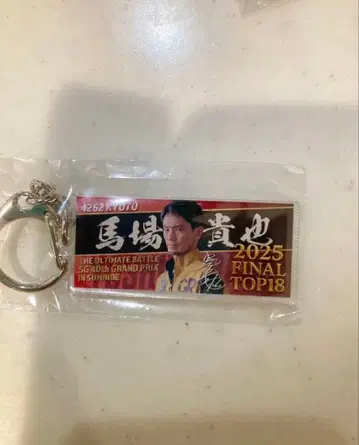 4262 KYOTO
馬場 貴也
THE ULTIMATE BATTLE
SG 40th GRAND PRIX
IN SUMINOE
2025
FINAL
TOP18